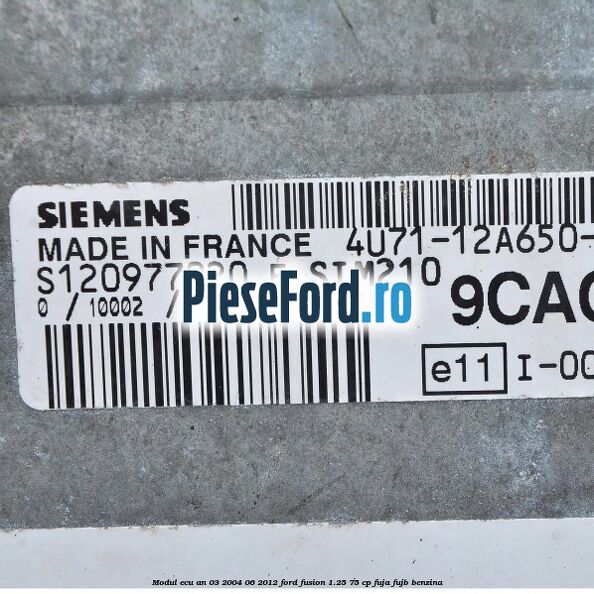 SIEMENS
MADE IN FRANCE 4U71-12A650-
SIM210
PieseFord.ro
0 / 10002 /
9CA
e11 I-00
Modul ecu an 03 2004 06 2012 ford fusion 1.25 75 cp fuja fujb benzina